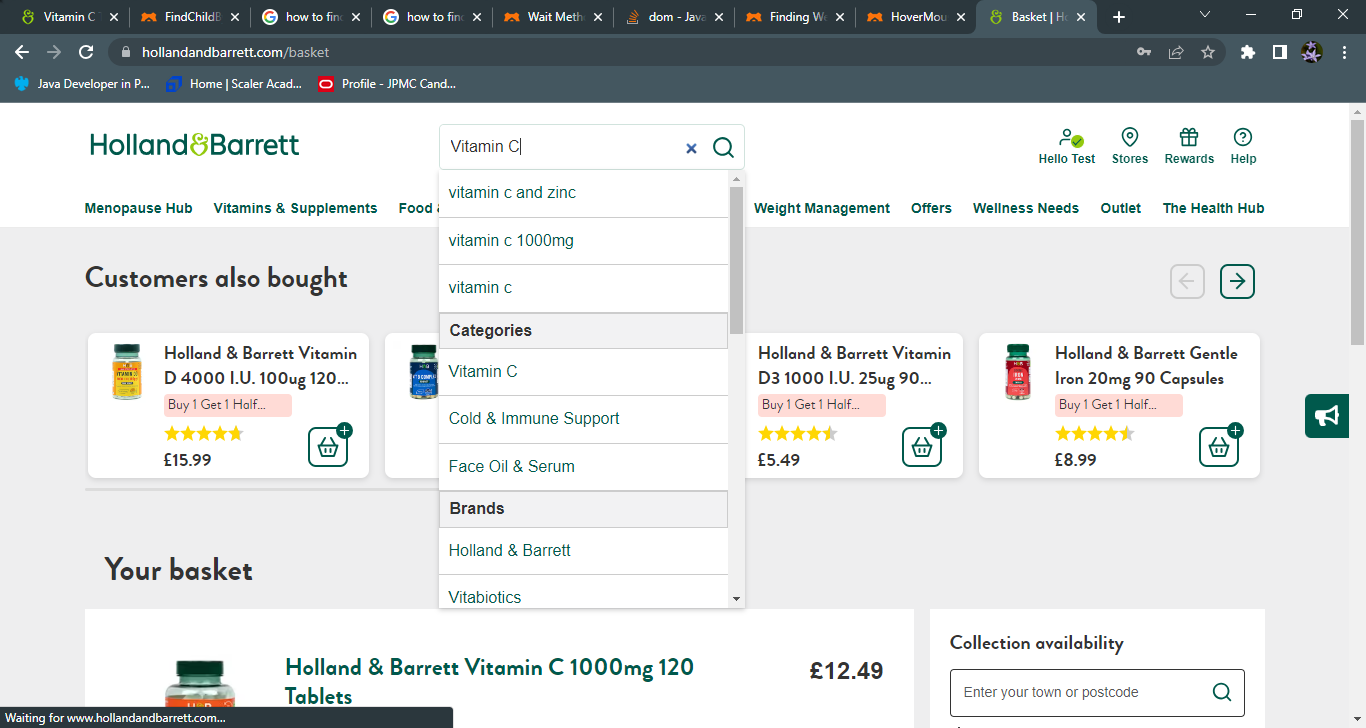 Vitamin C
FindChildB
how to fin
how to fin
Wait Meth
dom - Java
Finding We
HoverMou
Basket | Ho
hollandandbarrett.com/basket
Java Developer in P...
Home | Scaler Acad...
Profile - JPMC Cand...
Holland&Barrett
Vitamin C
Hello Test
Stores
Rewards
Help
Menopause Hub
Vitamins & Supplements
Food &
Weight Management
Offers
Wellness Needs
Outlet
The Health Hub
vitamin c and zinc
vitamin c 1000mg
vitamin c
Categories
Vitamin C
Cold & Immune Support
Face Oil & Serum
Brands
Holland & Barrett
Vitabiotics
Customers also bought
Holland & Barrett Vitamin
D 4000 I.U. 100ug 120...
Buy 1 Get 1 Half...
£15.99
Holland & Barrett Vitamin
D3 1000 I.U. 25ug 90...
Buy 1 Get 1 Half...
£5.49
Holland & Barrett Gentle
Iron 20mg 90 Capsules
Buy 1 Get 1 Half...
£8.99
Your basket
Holland & Barrett Vitamin C 1000mg 120
Tablets
£12.49
Collection availability
Enter your town or postcode
Waiting for www.hollandandbarrett.com...